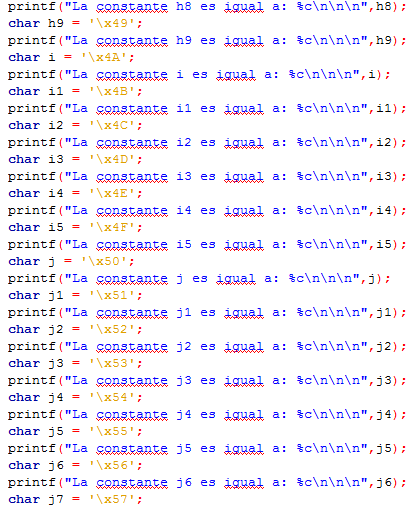 printf("La constante h8 es igual a: %c\n\n\n",h8);
char h9 = '\x49';
printf("La constante h9 es igual a: %c\n\n\n",h9);
char i = '\x4A';
printf("La constante i es igual a: %c\n\n\n",i);
char i1 = '\x4B';
printf("La constante i1 es igual a: %c\n\n\n",i1);
char i2 = '\x4C';
printf("La constante i2 es igual a: %c\n\n\n",i2);
char i3 = '\x4D';
printf("La constante i3 es igual a: %c\n\n\n",i3);
char i4 = '\x4E';
printf("La constante i4 es igual a: %c\n\n\n",i4);
char i5 = '\x4F';
printf("La constante i5 es igual a: %c\n\n\n",i5);
char j = '\x50';
printf("La constante j es igual a: %c\n\n\n",j);
char j1 = '\x51';
printf("La constante j1 es igual a: %c\n\n\n",j1);
char j2 = '\x52';
printf("La constante j2 es igual a: %c\n\n\n",j2);
char j3 = '\x53';
printf("La constante j3 es igual a: %c\n\n\n",j3);
char j4 = '\x54';
printf("La constante j4 es igual a: %c\n\n\n",j4);
char j5 = '\x55';
printf("La constante j5 es igual a: %c\n\n\n",j5);
char j6 = '\x56';
printf("La constante j6 es igual a: %c\n\n\n",j6);
char j7 = '\x57';